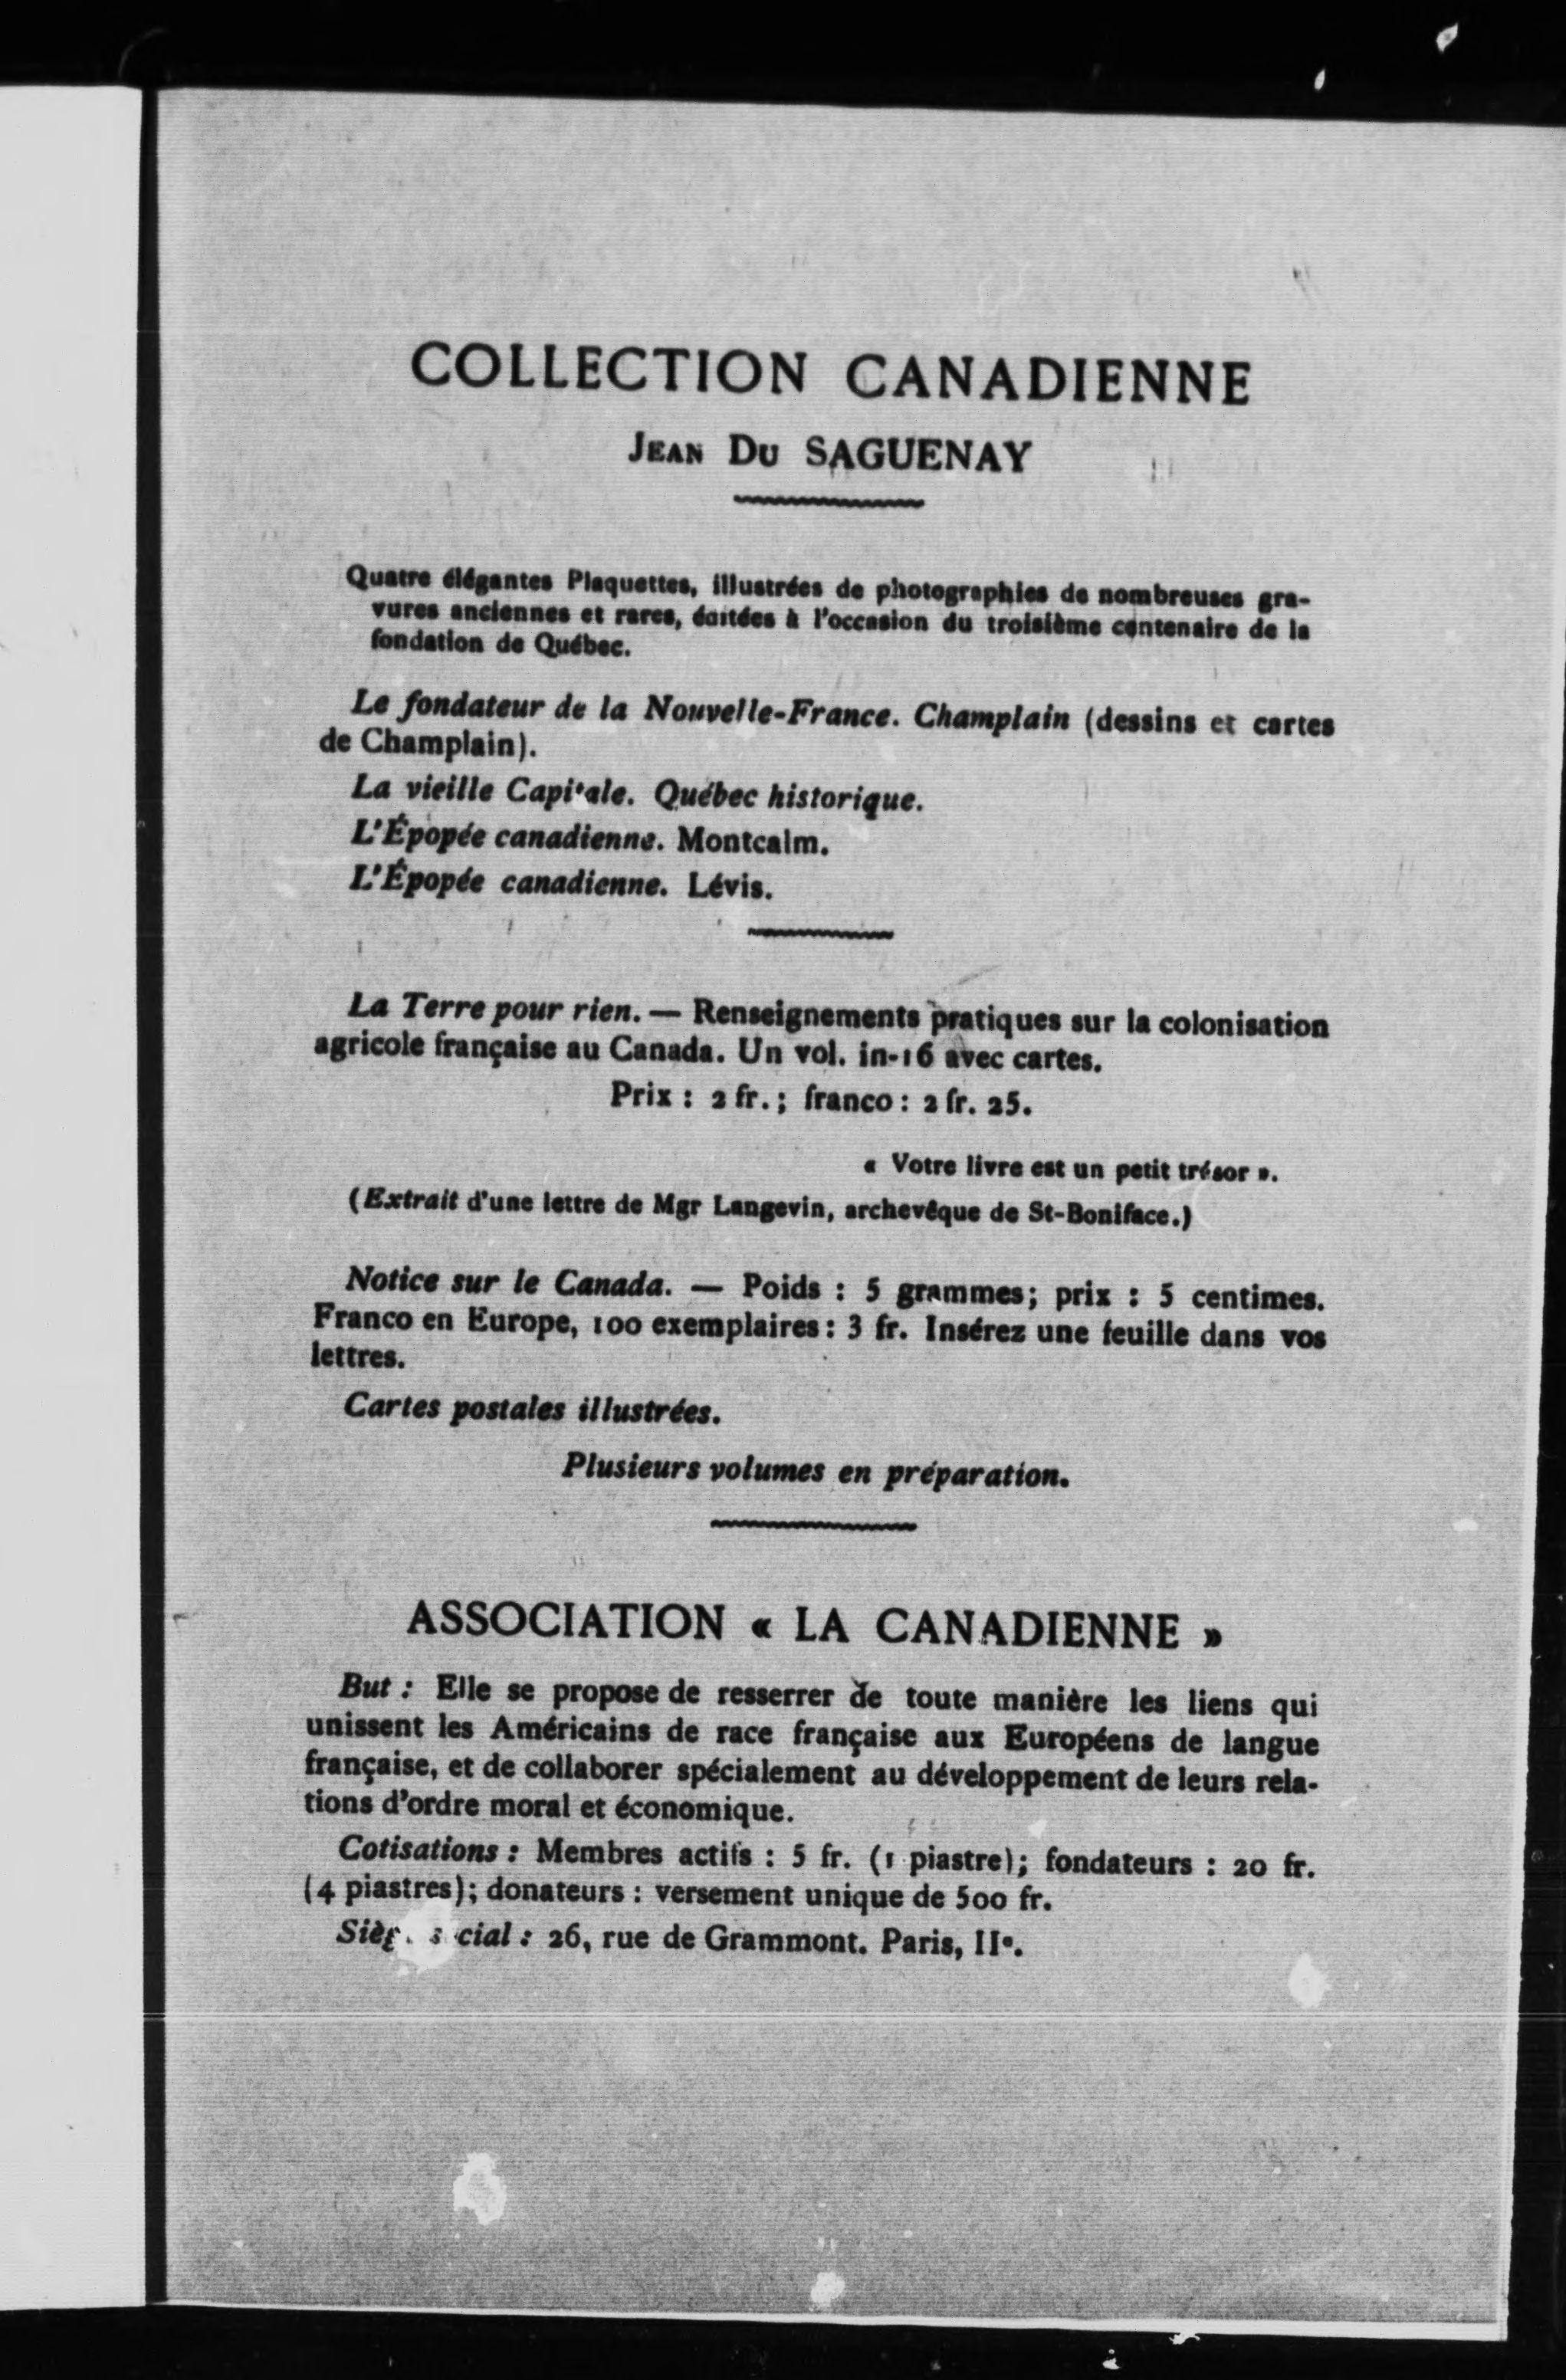 COLLECTION CANADIENNE
JEAN DU SAGUENAY
Quatre élégantes Plaquettes, illustrées de photographies de nombreuses gra-
vures anciennes et rares, éditées à l'occasion du troisième centenaire de la
fondation de Québec.
Le fondateur de la Nouvelle-France. Champlain (dessins et cartes
de Champlain).
La vieille Capitale. Québec historique.
L'Épopée canadienne. Montcalm.
L'Épopée canadienne. Lévis.
La Terre pour rien. — Renseignements pratiques sur la colonisation
agricole française au Canada. Un vol. in-16 avec cartes.
Prix : 2 fr. ; franco : 2 fr. 25.
« Votre livre est un petit trésor ».
(Extrait d'une lettre de Mgr Langevin, archevêque de St-Boniface.)
Notice sur le Canada. — Poids : 5 grammes; prix : 5 centimes.
Franco en Europe, 100 exemplaires : 3 fr. Insérez une feuille dans vos
lettres.
Cartes postales illustrées.
Plusieurs volumes en préparation.
ASSOCIATION « LA CANADIENNE »
But : Elle se propose de resserrer de toute manière les liens qui
unissent les Américains de race française aux Européens de langue
française, et de collaborer spécialement au développement de leurs rela-
tions d'ordre moral et économique.
Cotisations : Membres actifs : 5 fr. (1 piastre); fondateurs : 20 fr.
(4 piastres); donateurs : versement unique de 500 fr.
: 26, rue de Grammont. Paris, IIe.